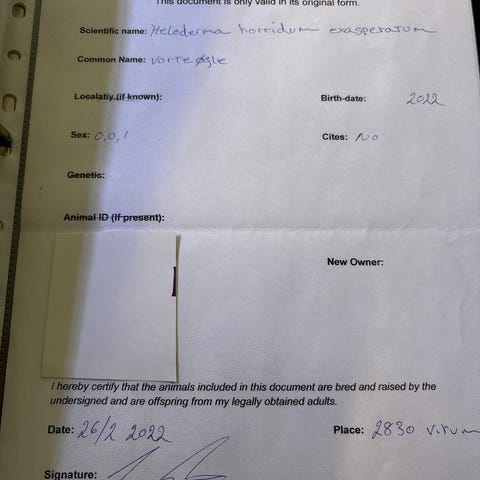 This document is only valid in its original form.
Scientific name: Heloderma horridum exasperatum
Common Name: Vorteøgle
Localatiy (if known):
Birth-date: 2022
Sex: 0,0,1
Cites: No
Genetic:
Animal ID (If present):
New Owner:
I hereby certify that the animals included in this document are bred and raised by the
undersigned and are offspring from my legally obtained adults.
Date: 26/2 2022
Place: 2830 Virum
Signature: